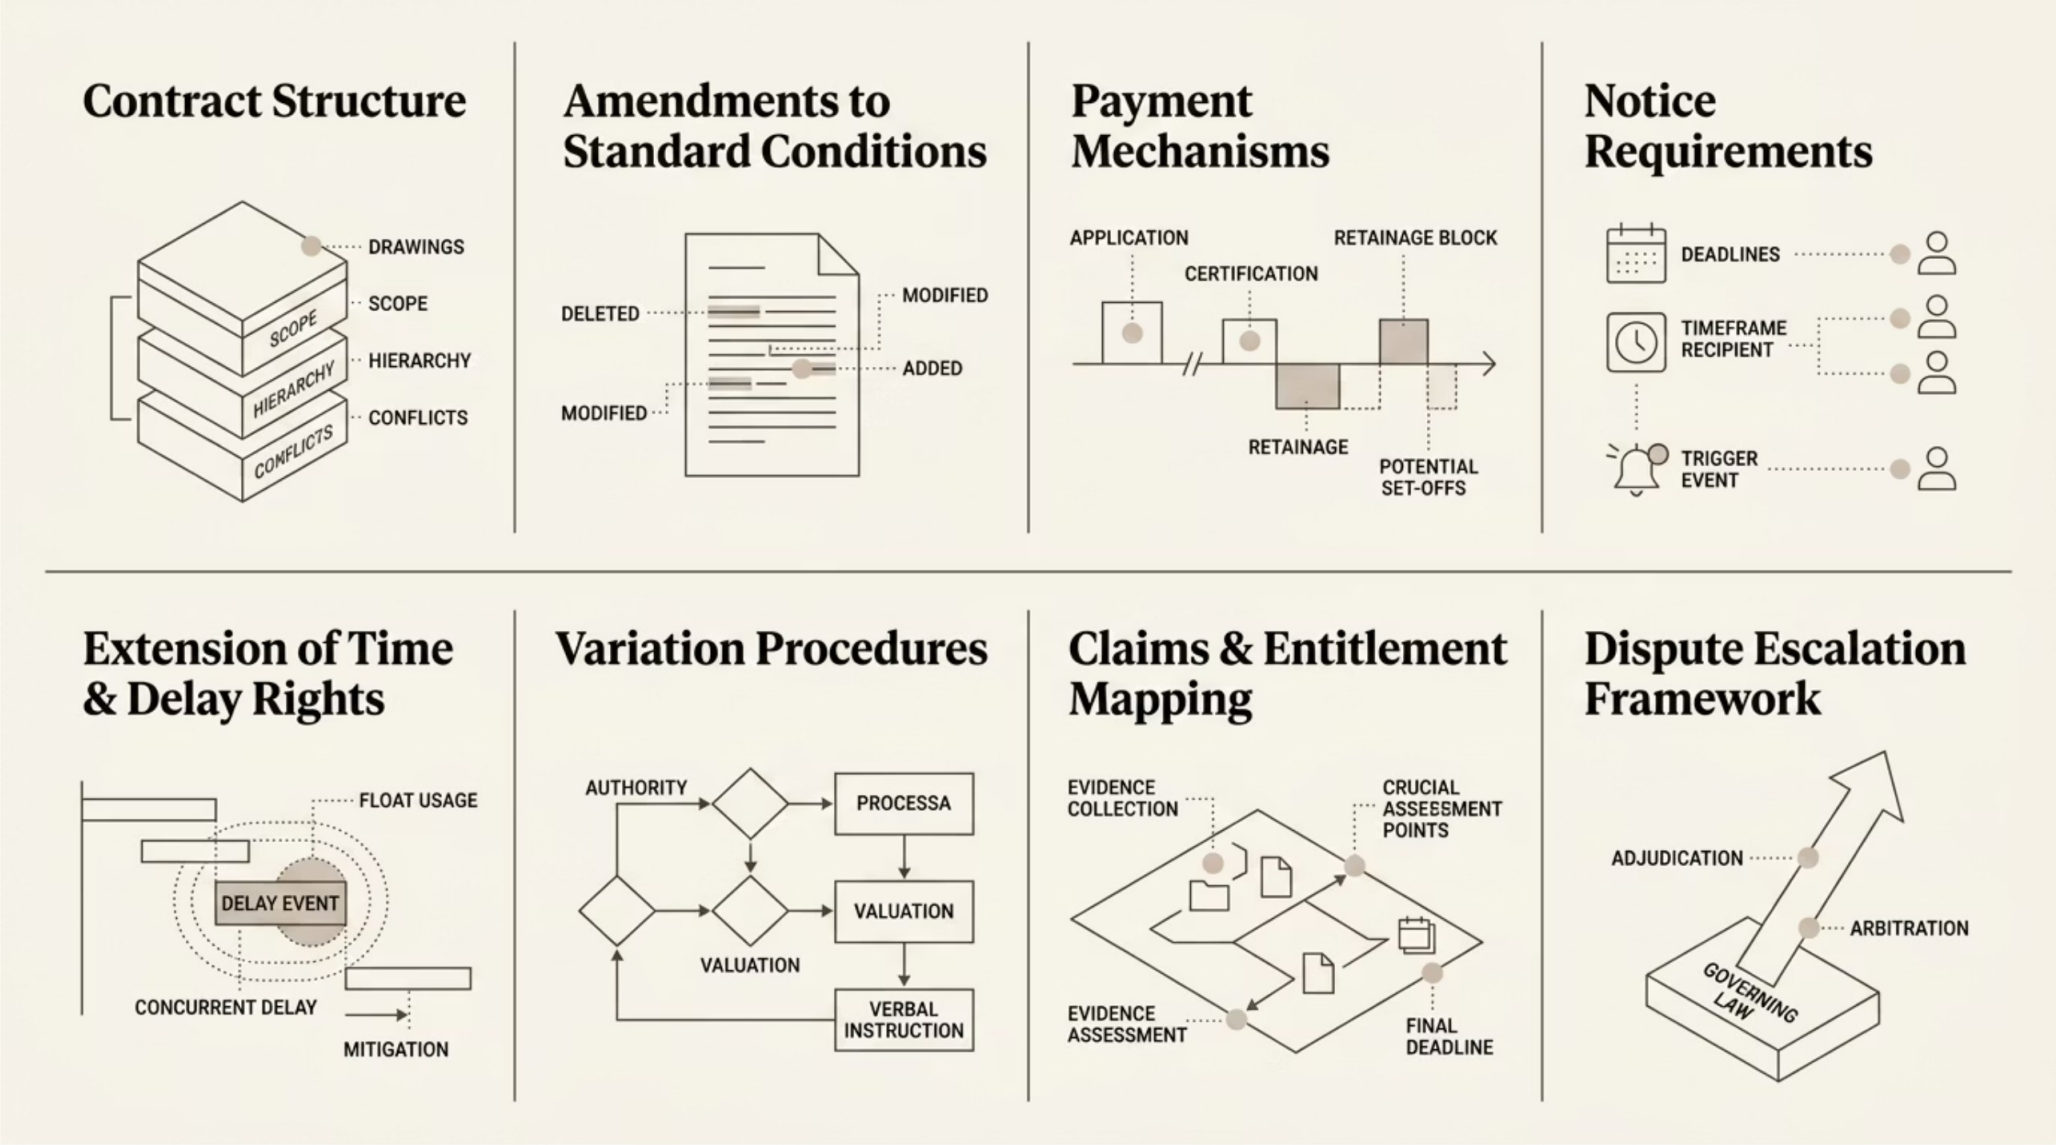 Contract Structure
DRAWINGS
SCOPE
HIERARCHY
CONFLICTS
SCOPE
HIERARCHY
CONFLICTS
Amendments to
Standard Conditions
DELETED
MODIFIED
ADDED
MODIFIED
Payment
Mechanisms
APPLICATION
RETAINAGE BLOCK
CERTIFICATION
RETAINAGE
POTENTIAL
SET-OFFS
Notice
Requirements
DEADLINES
TIMEFRAME
RECIPIENT
TRIGGER
EVENT
Extension of Time
& Delay Rights
FLOAT USAGE
DELAY EVENT
CONCURRENT DELAY
MITIGATION
Variation Procedures
AUTHORITY
PROCESSA
VALUATION
VALUATION
VERBAL
INSTRUCTION
Claims & Entitlement
Mapping
EVIDENCE
COLLECTION
CRUCIAL
ASSESSMENT
POINTS
EVIDENCE
ASSESSMENT
FINAL
DEADLINE
Dispute Escalation
Framework
ADJUDICATION
ARBITRATION
GOVERNING
LAW